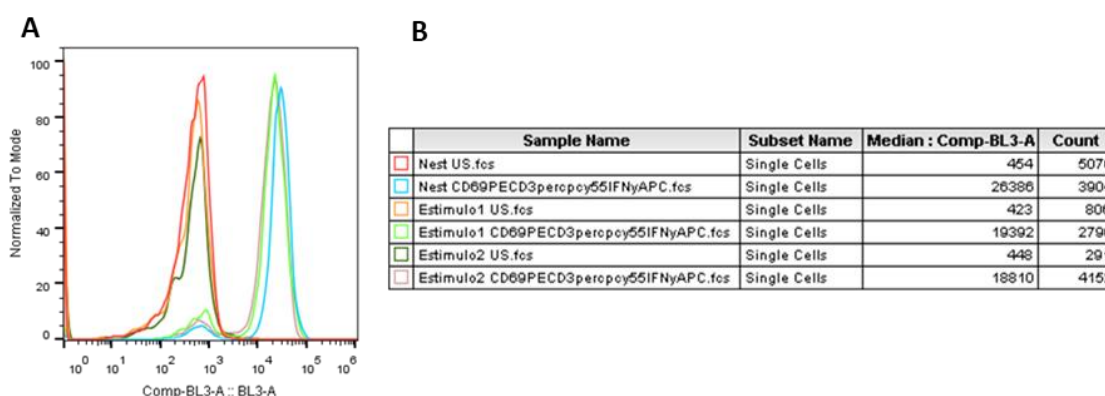 A
B
100
80
60
40
20
0
Normalized To Mode
10^0 10^1 10^2 10^3 10^4 10^5 10^6
Comp-BL3-A :: BL3-A
Sample Name Subset Name Median : Comp-BL3-A Count
Nest US.fcs Single Cells 454
Nest CD69PECD3percpcy55IFNyAPC.fcs Single Cells 26386
Estimulo1 US.fcs Single Cells 423
Estimulo1 CD69PECD3percpcy55IFNyAPC.fcs Single Cells 19392
Estimulo2 US.fcs Single Cells 448
Estimulo2 CD69PECD3percpcy55IFNyAPC.fcs Single Cells 18810